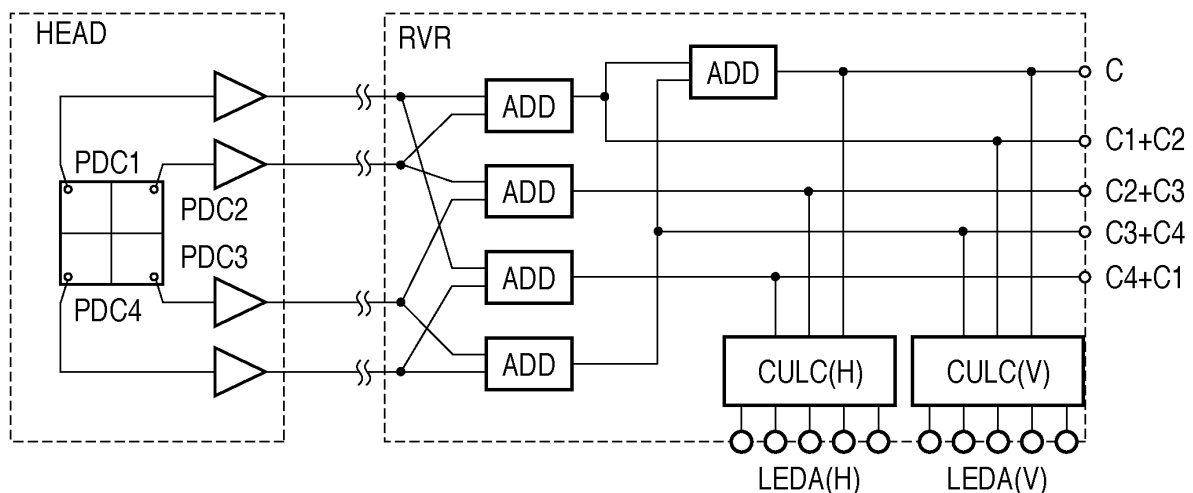 HEAD
RVR
ADD
C
ADD
C1+C2
PDC1
ADD
C2+C3
PDC2
C3+C4
PDC3
ADD
C4+C1
PDC4
ADD
CULC(H)
CULC(V)
LEDA(H)
LEDA(V)